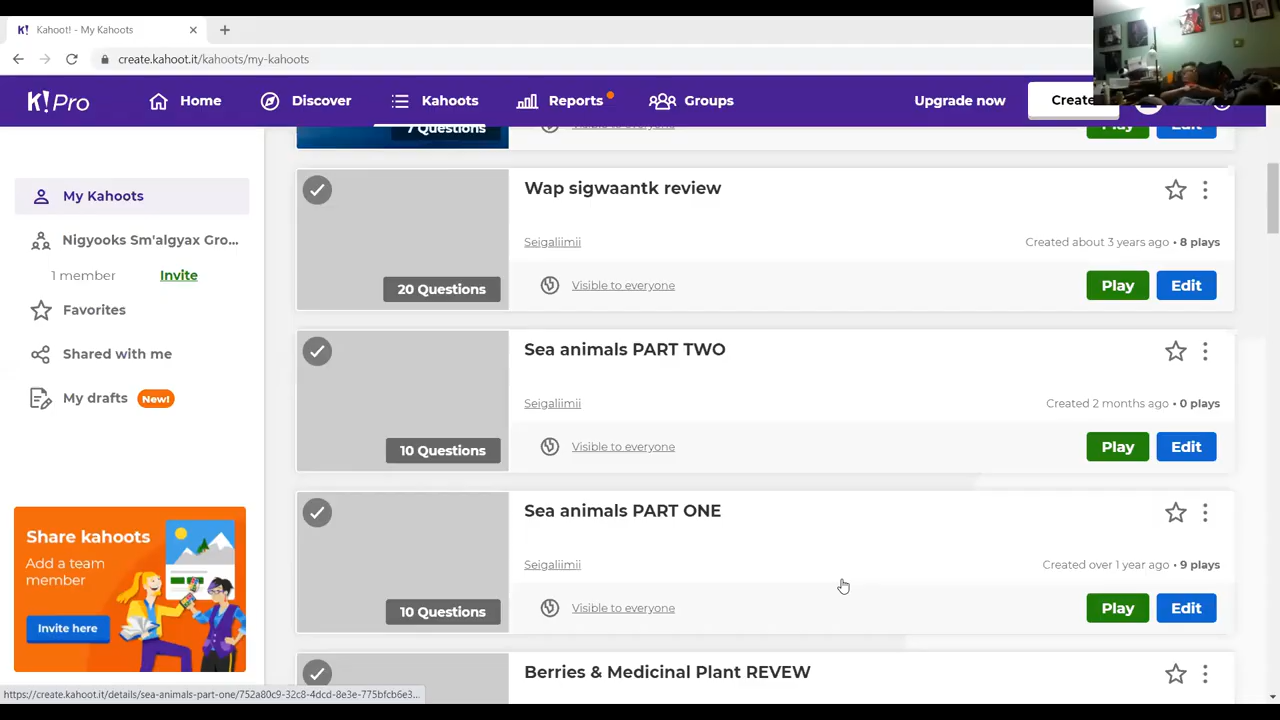 Kahoot! - My Kahoots
create.kahoot.it/kahoots/my-kahoots
K! Pro
Home
Discover
Kahoots
Reports
Groups
Upgrade now
Create
7 Questions
Visible to everyone
Play
Edit
My Kahoots
Nigyooks Sm'algyax Gro...
1 member
Invite
Favorites
Shared with me
My drafts
New!
Wap sigwaantk review
Seigaliimii
Created about 3 years ago • 8 plays
20 Questions
Visible to everyone
Play
Edit
Sea animals PART TWO
Seigaliimii
Created 2 months ago • 0 plays
10 Questions
Visible to everyone
Play
Edit
Sea animals PART ONE
Seigaliimii
Created over 1 year ago • 9 plays
10 Questions
Visible to everyone
Play
Edit
Berries & Medicinal Plant REVEW
Share kahoots
Add a team
member
Invite here
https://create.kahoot.it/details/sea-animals-part-one/752a80c9-32c8-4dcd-8e3e-775bfcb6e3...